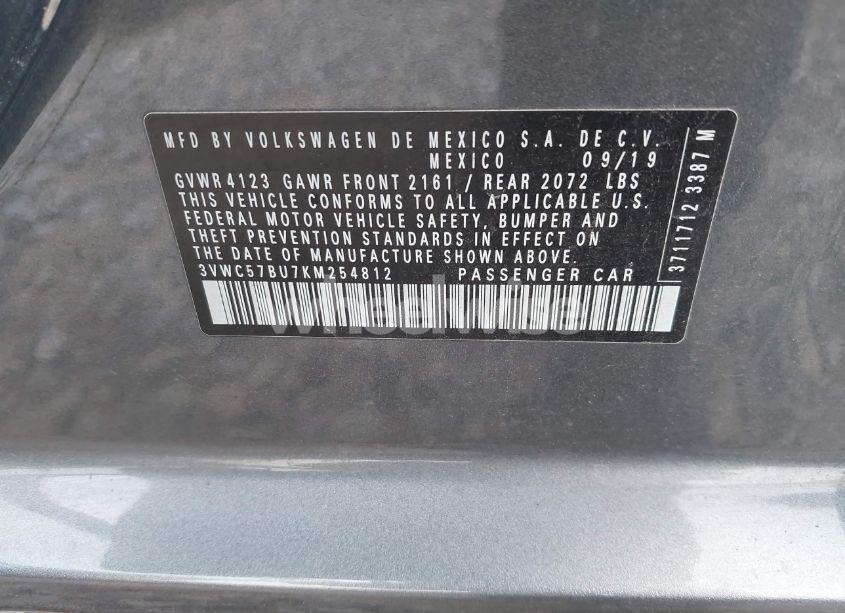 MFD BY VOLKSWAGEN DE MEXICO S.A. DE C.V.
MEXICO 09/19
GVWR 4123 GAWR FRONT 2161 / REAR 2072 LBS
THIS VEHICLE CONFORMS TO ALL APPLICABLE U.S.
FEDERAL MOTOR VEHICLE SAFETY, BUMPER AND
THEFT PREVENTION STANDARDS IN EFFECT ON
THE DATE OF MANUFACTURE SHOWN ABOVE.
3VWC57BU7KM254812 PASSENGER CAR
3711712 3387 M
wheelwise